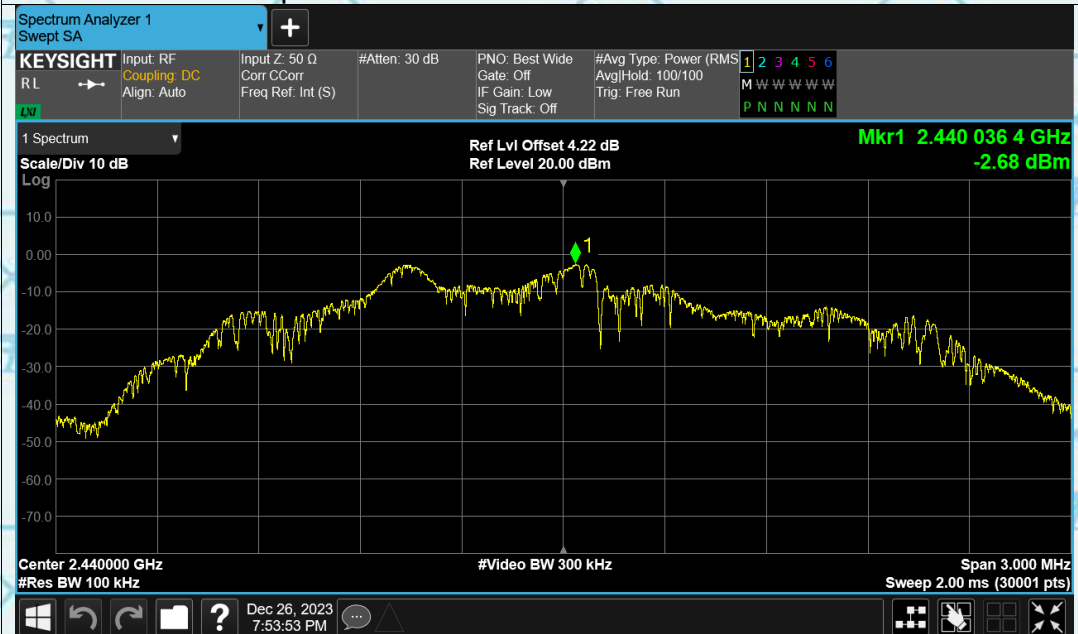 Spectrum Analyzer 1
Swept SA
+
KEYSIGHT
RL
LXI
Input: RF
Coupling: DC
Align: Auto
Input Z: 50 Ω
Corr CCorr
Freq Ref: Int (S)
#Atten: 30 dB
PNO: Best Wide
Gate: Off
IF Gain: Low
Sig Track: Off
#Avg Type: Power (RMS
Avg|Hold: 100/100
Trig: Free Run
1 2 3 4 5 6
M W W W W W
P N N N N N
1 Spectrum
Scale/Div 10 dB
Log
Ref Lvl Offset 4.22 dB
Ref Level 20.00 dBm
Mkr1 2.440 036 4 GHz
-2.68 dBm
10.0
0.00
-10.0
-20.0
-30.0
-40.0
-50.0
-60.0
-70.0
1
Center 2.440000 GHz
#Res BW 100 kHz
#Video BW 300 kHz
Span 3.000 MHz
Sweep 2.00 ms (30001 pts)
?
Dec 26, 2023
7:53:53 PM